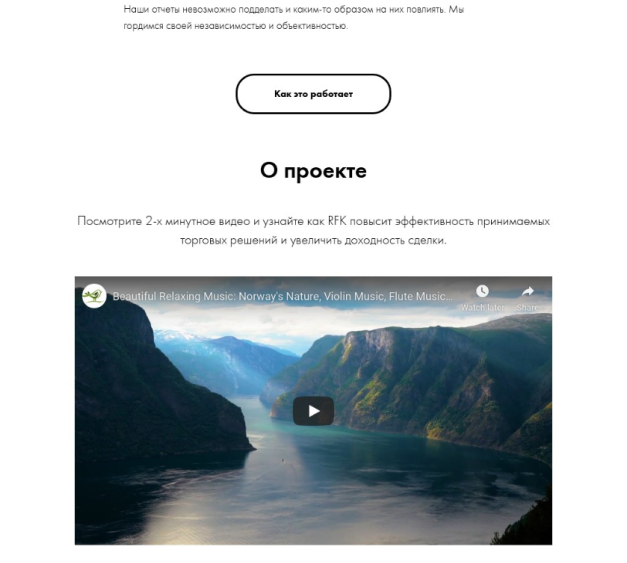 Наши отчеты невозможно подделать и каким-то образом на них повлиять. Мы
гордимся своей независимостью и объективностью.
Как это работает
О проекте
Посмотрите 2-х минутное видео и узнайте как RFK повысит эффективность принимаемых
торговых решений и увеличить доходность сделки.
Beautiful Relaxing Music: Norway's Nature, Violin Music, Flute Music.
Watch later
Share